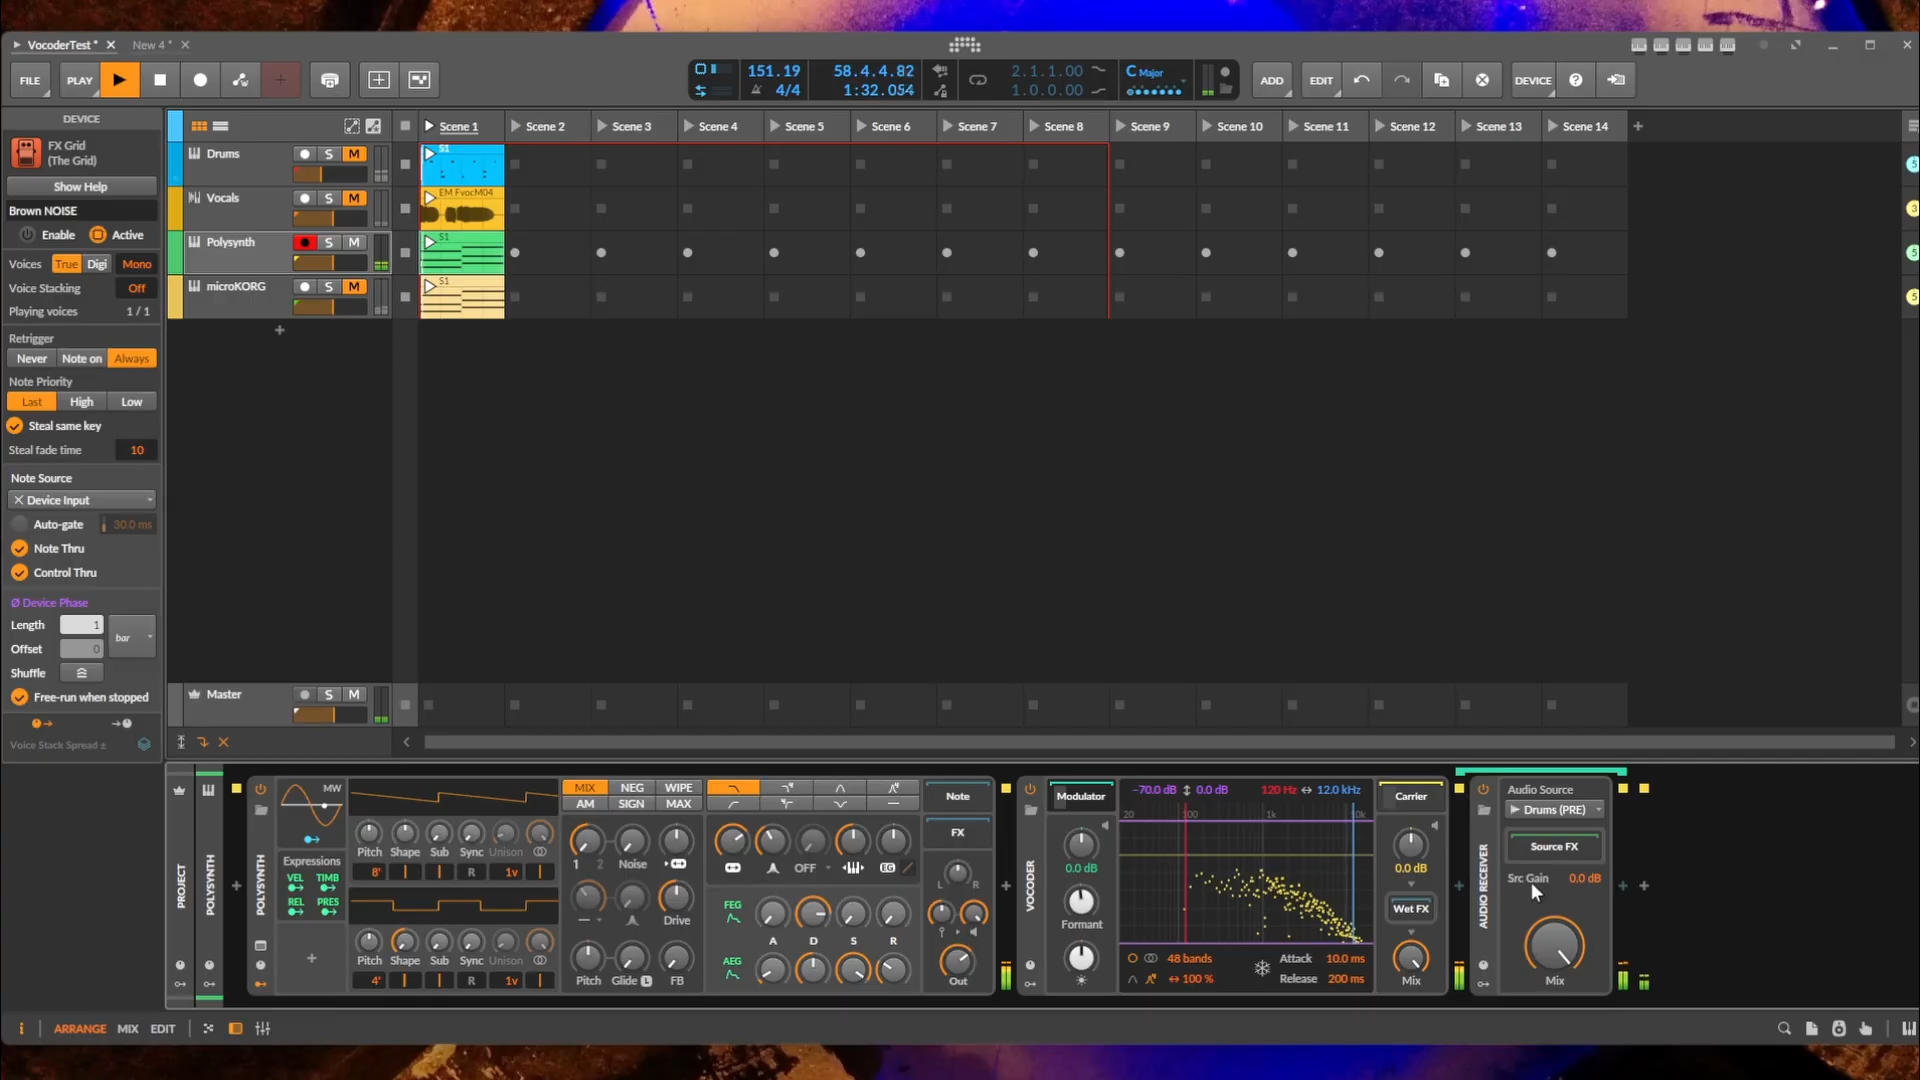 VocoderTest *
New 4 *
FILE
PLAY
151.19
4/4
58.4.4.82
1:32.054
2.1.1.00
1.0.0.00
C Major
ADD
EDIT
DEVICE
DEVICE
FX Grid
(The Grid)
Show Help
Brown NOISE
Enable
Active
Voices
True
Digi
Mono
Voice Stacking
Off
Playing voices
1 / 1
Retrigger
Never
Note on
Always
Note Priority
Last
High
Low
Steal same key
Steal fade time
10
Note Source
Device Input
Auto-gate
30.0 ms
Note Thru
Control Thru
Ø Device Phase
Length
1
bar
Offset
0
Shuffle
Free-run when stopped
Voice Stack Spread ±
Scene 1
Scene 2
Scene 3
Scene 4
Scene 5
Scene 6
Scene 7
Scene 8
Scene 9
Scene 10
Scene 11
Scene 12
Scene 13
Scene 14
Drums
S
M
S1
5
Vocals
S
M
EM FvocM04
3
Polysynth
S
M
S1
5
microKORG
S
M
S1
5
Master
S
M
PROJECT
POLYSYNTH
POLYSYNTH
MW
Expressions
VEL
TIMB
REL
PRES
Pitch
Shape
Sub
Sync
Unison
8'
R
1v
Pitch
Shape
Sub
Sync
Unison
4'
R
1v
MIX
NEG
WIPE
AM
SIGN
MAX
1
2
Noise
Drive
Pitch
Glide
L
FB
OFF
EG
FEG
A
D
S
R
AEG
Note
FX
L
R
Out
VOCODER
Modulator
0.0 dB
Formant
−70.0 dB
0.0 dB
120 Hz
12.0 kHz
20
100
1k
10k
48 bands
100 %
Attack
10.0 ms
Release
200 ms
Carrier
0.0 dB
Wet FX
Mix
AUDIO RECEIVER
Audio Source
Drums (PRE)
Source FX
Src Gain
0.0 dB
Mix
i
ARRANGE
MIX
EDIT